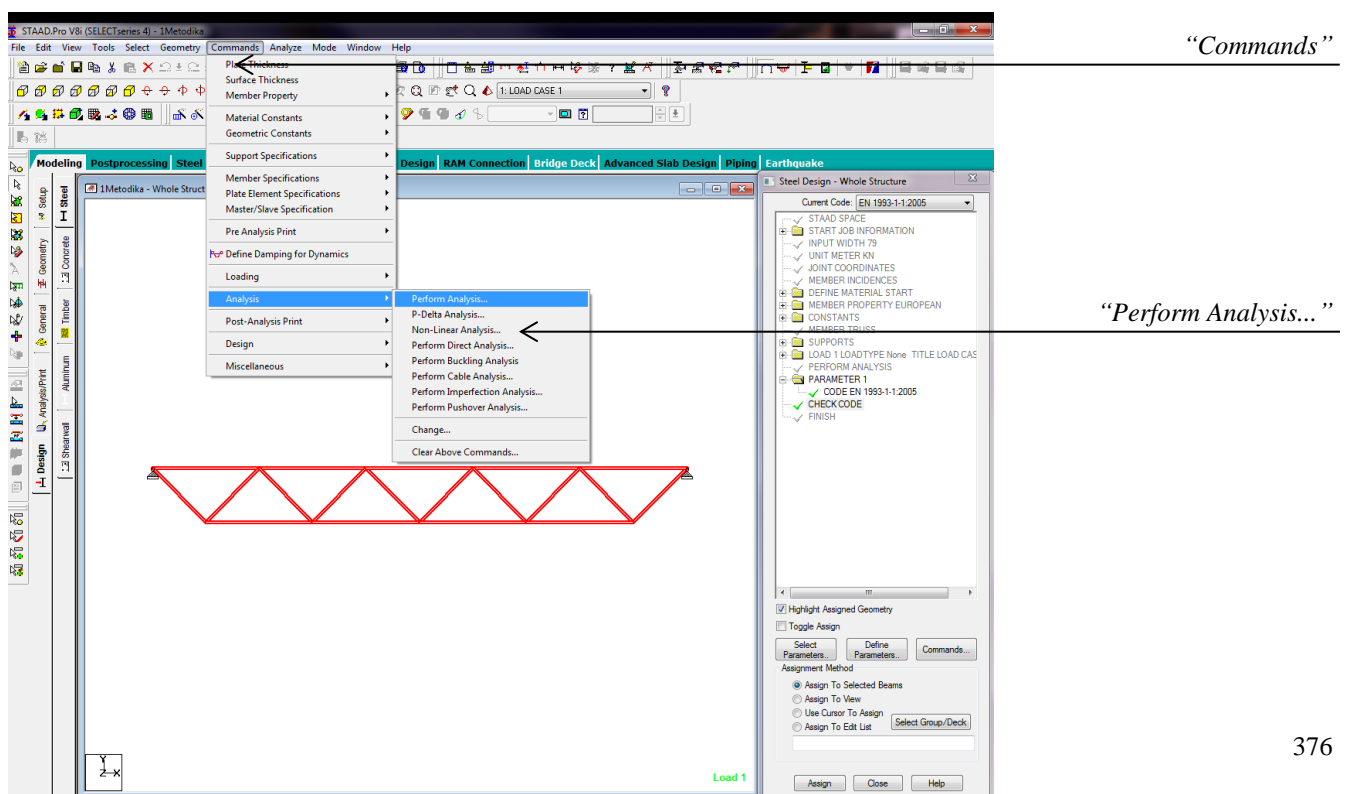 STAAD.Pro V8i (SELECTseries 4) - 1Metodika
“Commands”
File Edit View Tools Select Geometry Commands Analyze Mode Window Help
Plate Thickness
Surface Thickness
Member Property
1: LOAD CASE 1
Material Constants
Geometric Constants
Support Specifications
Modeling Postprocessing Steel Design RAM Connection Bridge Deck Advanced Slab Design Piping Earthquake
Member Specifications
Plate Element Specifications
Master/Slave Specification
Pre Analysis Print
Define Damping for Dynamics
Loading
Analysis
Post-Analysis Print
Design
Miscellaneous
1Metodika - Whole Struct
Setup
Geometry
General
Analysis/Print
Design
Steel
Concrete
Timber
Aluminum
Shearwall
Perform Analysis...
P-Delta Analysis...
Non-Linear Analysis...
Perform Direct Analysis...
Perform Buckling Analysis
Perform Cable Analysis...
Perform Imperfection Analysis...
Perform Pushover Analysis...
Change...
Clear Above Commands...
“Perform Analysis...”
Steel Design - Whole Structure
Current Code: EN 1993-1-1:2005
STAAD SPACE
START JOB INFORMATION
INPUT WIDTH 79
UNIT METER KN
JOINT COORDINATES
MEMBER INCIDENCES
DEFINE MATERIAL START
MEMBER PROPERTY EUROPEAN
CONSTANTS
MEMBER TRUSS
SUPPORTS
LOAD 1 LOADTYPE None TITLE LOAD CAS
PERFORM ANALYSIS
PARAMETER 1
CODE EN 1993-1-1:2005
CHECK CODE
FINISH
Highlight Assigned Geometry
Toggle Assign
Select Parameters..
Define Parameters..
Commands...
Assignment Method
Assign To Selected Beams
Assign To View
Use Cursor To Assign
Assign To Edit List
Select Group/Deck
Assign Close Help
Y
Z X
Load 1
376